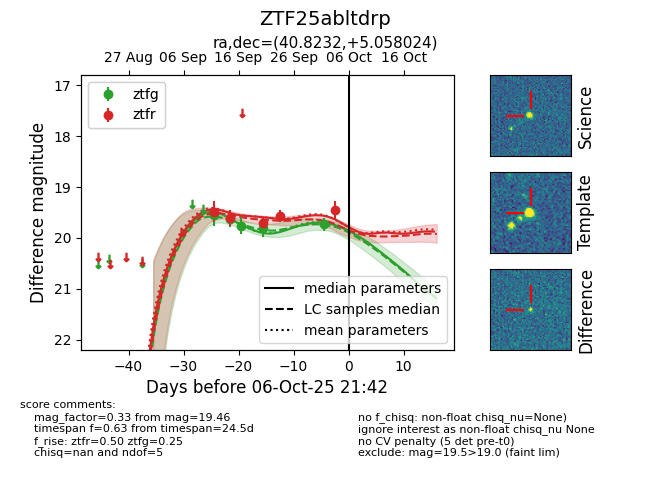 ZTF25abltdrp
ra,dec=(40.8232,+5.058024)
27 Aug 06 Sep 16 Sep 26 Sep 06 Oct 16 Oct
17
18
19
20
21
22
Difference magnitude
ztfg
ztfr
median parameters
LC samples median
mean parameters
−40 −30 −20 −10 0 10
Days before 06-Oct-25 21:42
Science
Template
Difference
score comments:
mag_factor=0.33 from mag=19.46
timespan f=0.63 from timespan=24.5d
f_rise: ztfr=0.50 ztfg=0.25
chisq=nan and ndof=5
no f_chisq: non-float chisq_nu=None)
ignore interest as non-float chisq_nu None
no CV penalty (5 det pre-t0)
exclude: mag=19.5>19.0 (faint lim)